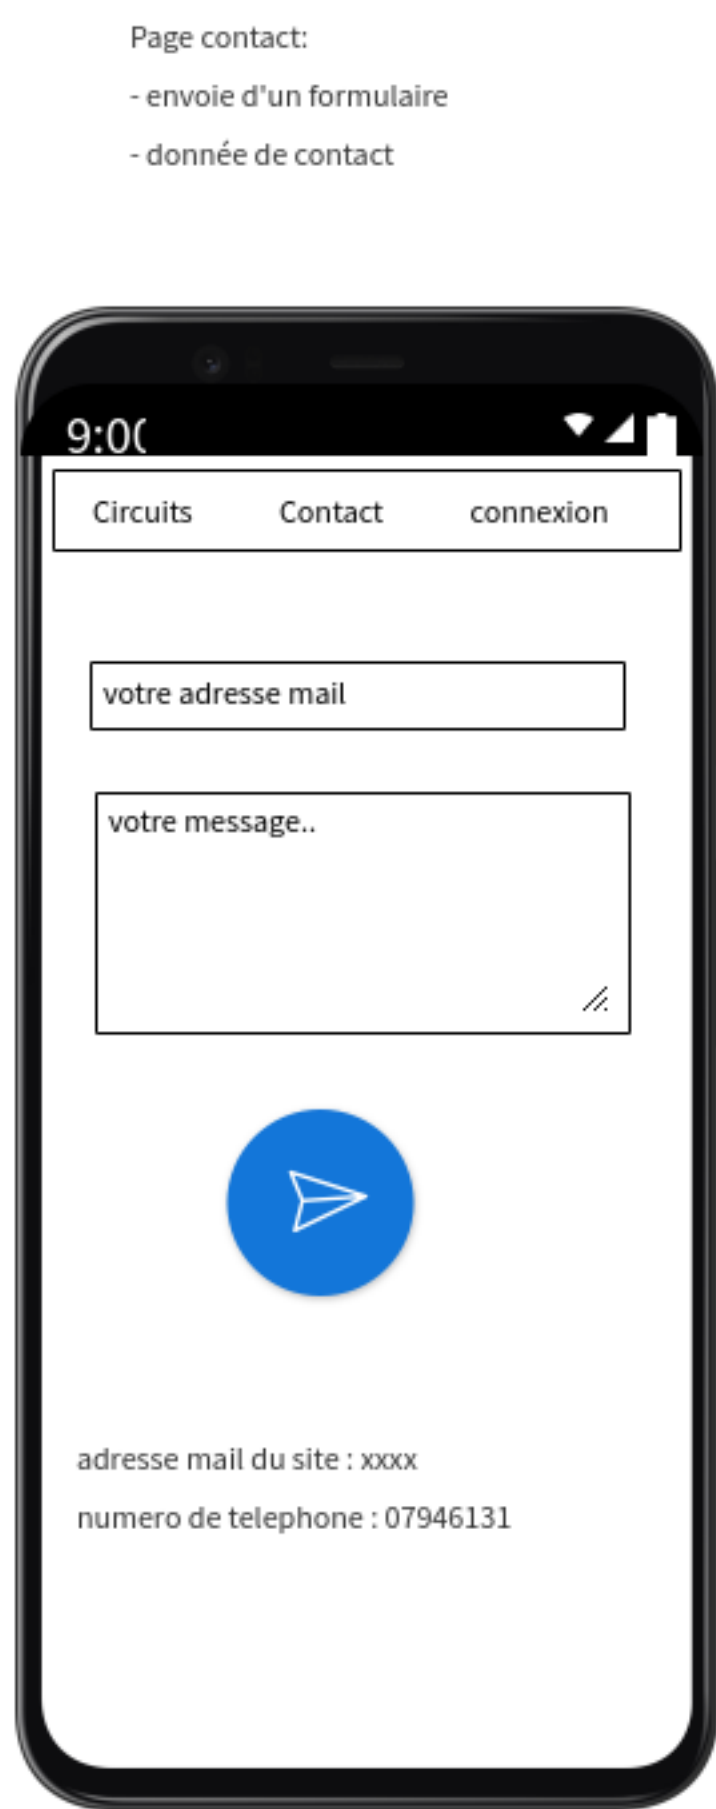 Page contact:
- envoie d'un formulaire
- donnée de contact
Circuits Contact connexion
votre adresse mail
votre message..
adresse mail du site : xxxx
numero de telephone : 07946131